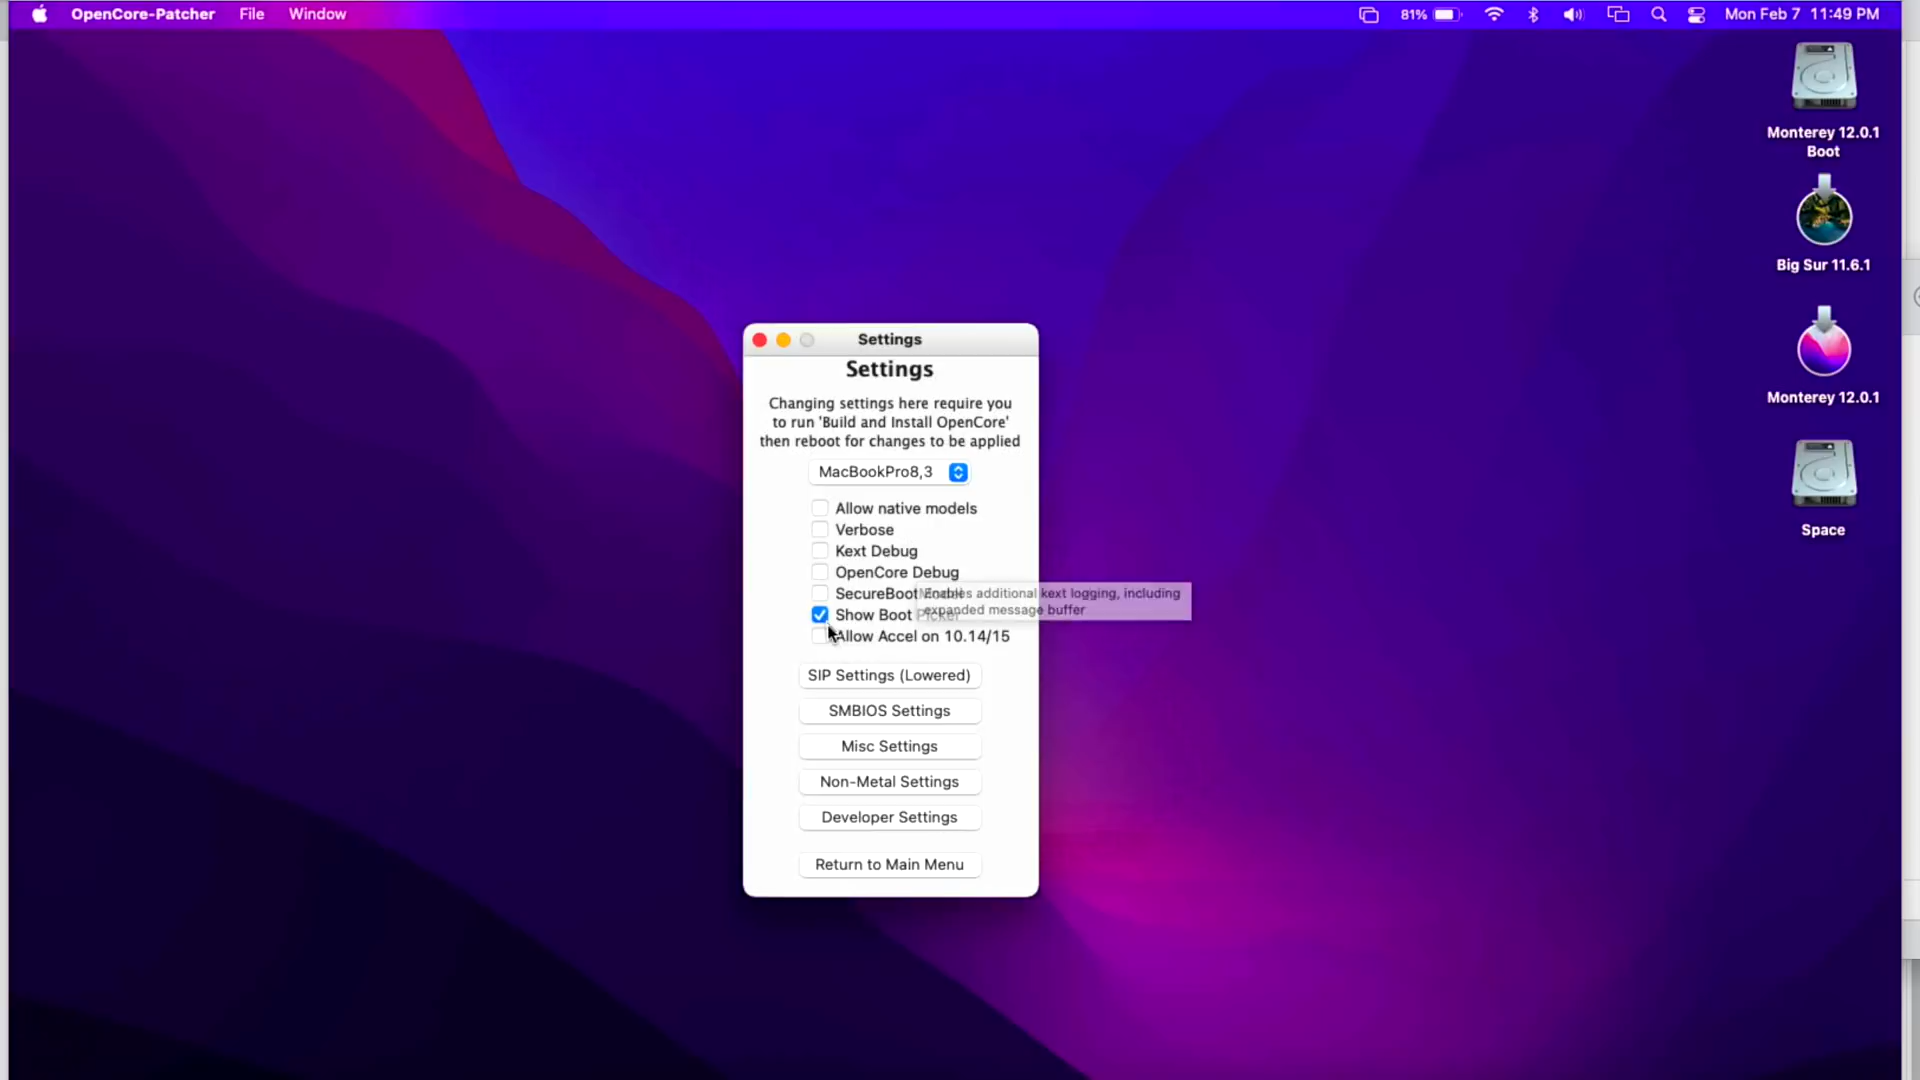 OpenCore-Patcher File Window 81% Mon Feb 7 11:49 PM
Monterey 12.0.1
Boot
Big Sur 11.6.1
Monterey 12.0.1
Space
Settings
Settings
Changing settings here require you
to run 'Build and Install OpenCore'
then reboot for changes to be applied
MacBookPro8,3
Allow native models
Verbose
Kext Debug
OpenCore Debug
SecureBoot
Show Boot Picker
Allow Accel on 10.14/15
Enables additional kext logging, including
expanded message buffer
SIP Settings (Lowered)
SMBIOS Settings
Misc Settings
Non-Metal Settings
Developer Settings
Return to Main Menu